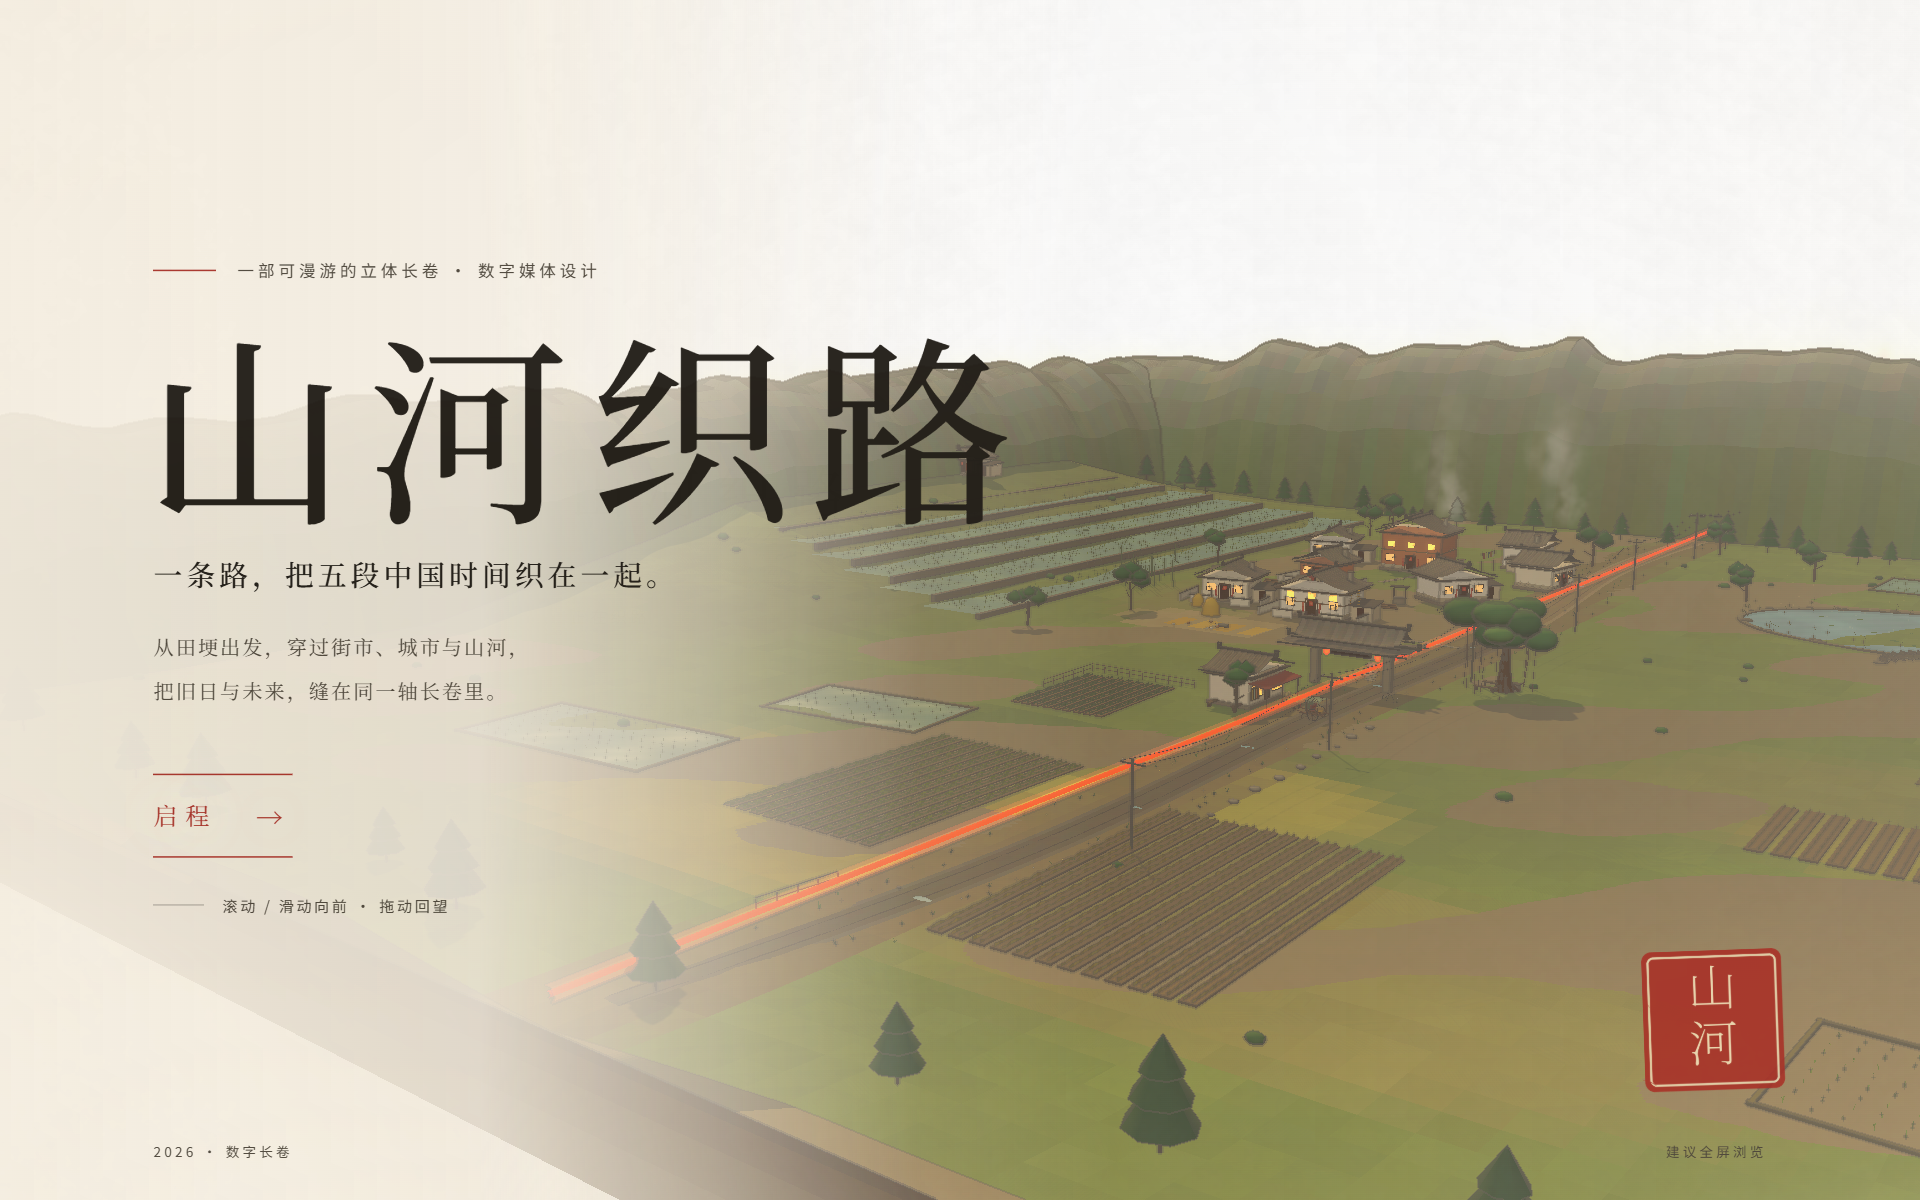 一部可漫游的立体长卷 · 数字媒体设计
山河织路
一条路，把五段中国时间织在一起。
从田埂出发，穿过街市、城市与山河，
把旧日与未来，缝在同一轴长卷里。
启程 →
滚动 / 滑动向前 · 拖动回望
山
河
2026 · 数字长卷
建议全屏浏览